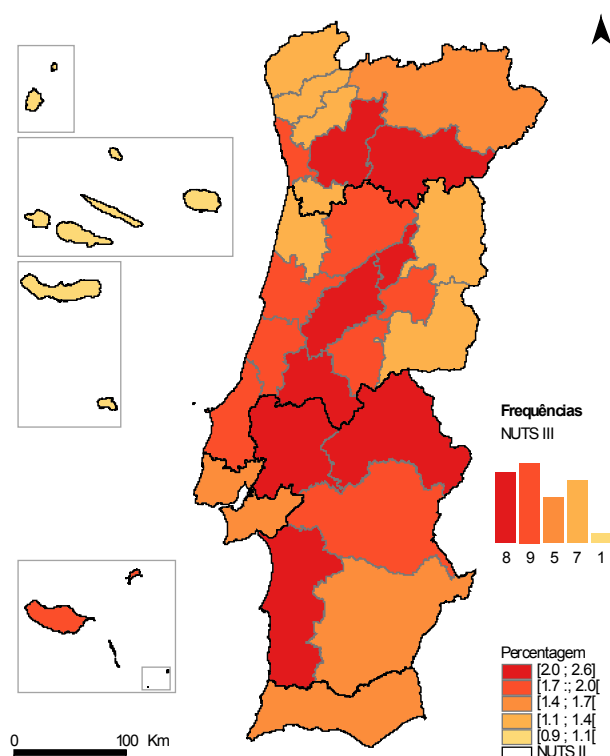 Frequências
NUTS III
8 9 5 7 1
Percentagem
[2.0 ; 2.6]
[1.7 :; 2.0[
[1.4 ; 1.7[
[1.1 ; 1.4[
[0.9 ; 1.1[
NUTS II
0 100 Km